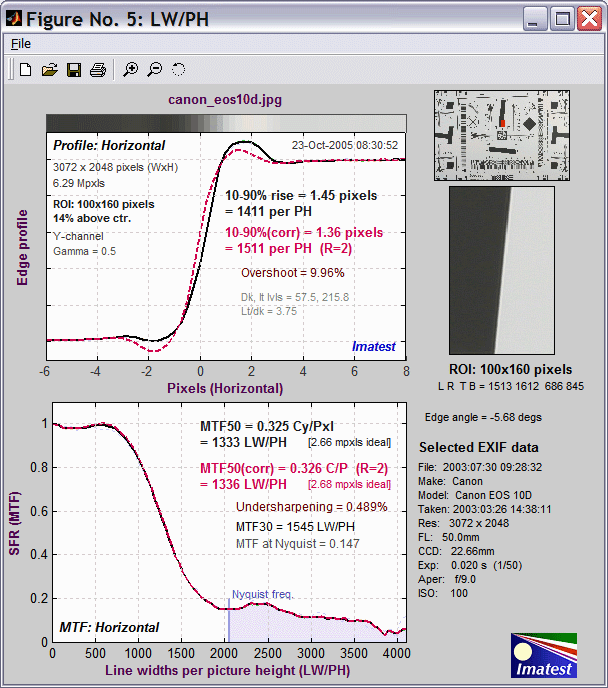 Figure No. 5: LW/PH
File
canon_eos10d.jpg
Profile: Horizontal
23-Oct-2005 08:30:52
3072 x 2048 pixels (WxH)
6.29 Mpxls
ROI: 100x160 pixels
14% above ctr.
Y-channel
Gamma = 0.5
10-90% rise = 1.45 pixels
= 1411 per PH
10-90%(corr) = 1.36 pixels
= 1511 per PH (R=2)
Overshoot = 9.96%
Dk, lt lvls = 57.5, 215.8
Lt/dk = 3.75
Imatest
Edge profile
-6 -4 -2 0 2 4 6 8
Pixels (Horizontal)
MTF50 = 0.325 Cy/Pxl
= 1333 LW/PH [2.66 mpxls ideal]
MTF50(corr) = 0.326 C/P (R=2)
= 1336 LW/PH [2.68 mpxls ideal]
Undersharpening = 0.489%
MTF30 = 1545 LW/PH
MTF at Nyquist = 0.147
Nyquist freq.
MTF: Horizontal
SFR (MTF)
1
0.8
0.6
0.4
0.2
0
0 500 1000 1500 2000 2500 3000 3500 4000
Line widths per picture height (LW/PH)
ROI: 100x160 pixels
L R T B = 1513 1612 686 845
Edge angle = -5.68 degs
Selected EXIF data
File: 2003:07:30 09:28:32
Make: Canon
Model: Canon EOS 10D
Taken: 2003:03:26 14:38:11
Res: 3072 x 2048
FL: 50.0mm
CCD: 22.66mm
Exp: 0.020 s (1/50)
Aper: f/9.0
ISO: 100
Imatest